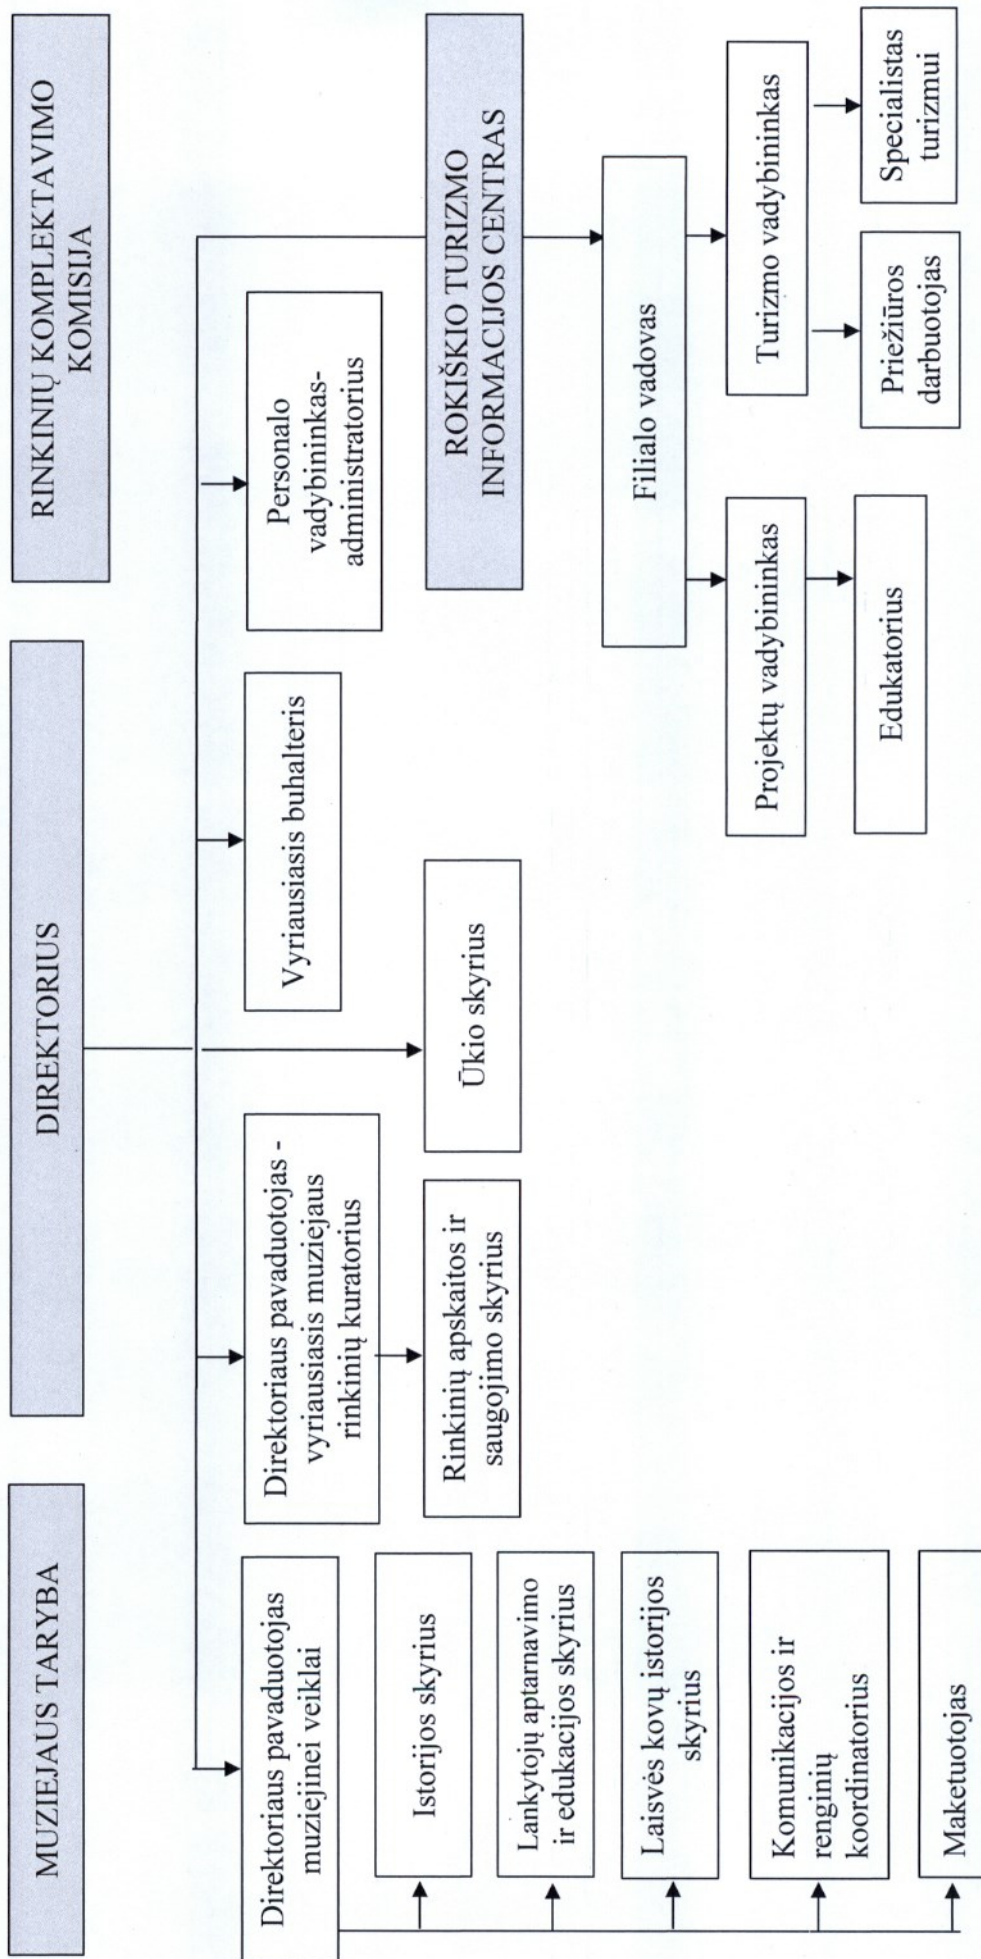 MUZIEJAUS TARYBA
DIREKTORIUS
RINKINIŲ KOMPLEKTAVIMO
KOMISIJA
Direktoriaus pavaduotojas
muziejinei veiklai
Direktoriaus pavaduotojas -
vyriausiasis muziejaus
rinkinių kuratorius
Vyriausiasis buhalteris
Personalo
vadybininkas-
administratorius
Istorijos skyrius
Lankytojų aptarnavimo
ir edukacijos skyrius
Laisvės kovų istorijos
skyrius
Komunikacijos ir
renginių
koordinatorius
Maketuotojas
Rinkinių apskaitos ir
saugojimo skyrius
Ūkio skyrius
ROKIŠKIO TURIZMO
INFORMACIJOS CENTRAS
Filialo vadovas
Projektų vadybininkas
Edukatorius
Turizmo vadybininkas
Priežiūros
darbuotojas
Specialistas
turizmui